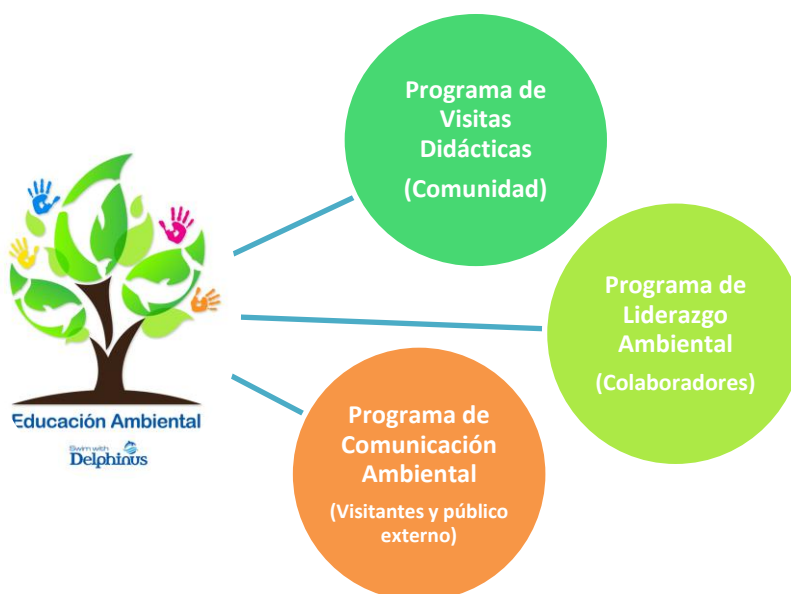 Programa de
Visitas
Didácticas
(Comunidad)
Programa de
Liderazgo
Ambiental
(Colaboradores)
Programa de
Comunicación
Ambiental
(Visitantes y público
externo)
Educación Ambiental
Swim with
Delphinus